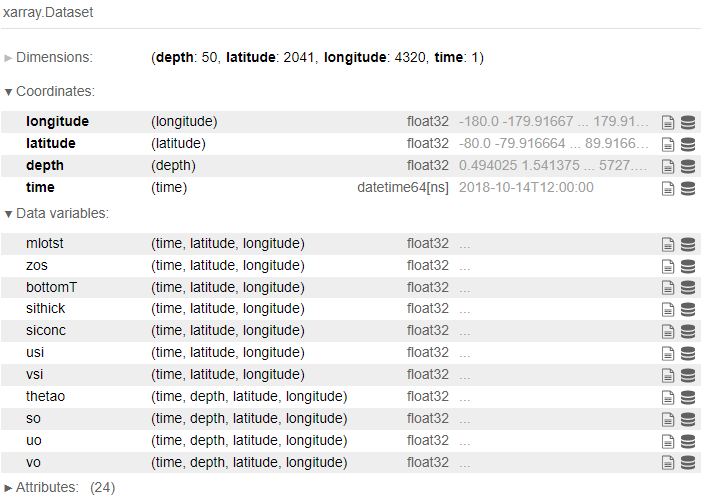 xarray.Dataset
► Dimensions: (depth: 50, latitude: 2041, longitude: 4320, time: 1)
▼ Coordinates:
longitude (longitude) float32 -180.0 -179.91667 ... 179.91…
latitude (latitude) float32 -80.0 -79.916664 ... 89.9166…
depth (depth) float32 0.494025 1.541375 ... 5727.…
time (time) datetime64[ns] 2018-10-14T12:00:00
▼ Data variables:
mlotst (time, latitude, longitude) float32 ...
zos (time, latitude, longitude) float32 ...
bottomT (time, latitude, longitude) float32 ...
sithick (time, latitude, longitude) float32 ...
siconc (time, latitude, longitude) float32 ...
usi (time, latitude, longitude) float32 ...
vsi (time, latitude, longitude) float32 ...
thetao (time, depth, latitude, longitude) float32 ...
so (time, depth, latitude, longitude) float32 ...
uo (time, depth, latitude, longitude) float32 ...
vo (time, depth, latitude, longitude) float32 ...
► Attributes: (24)